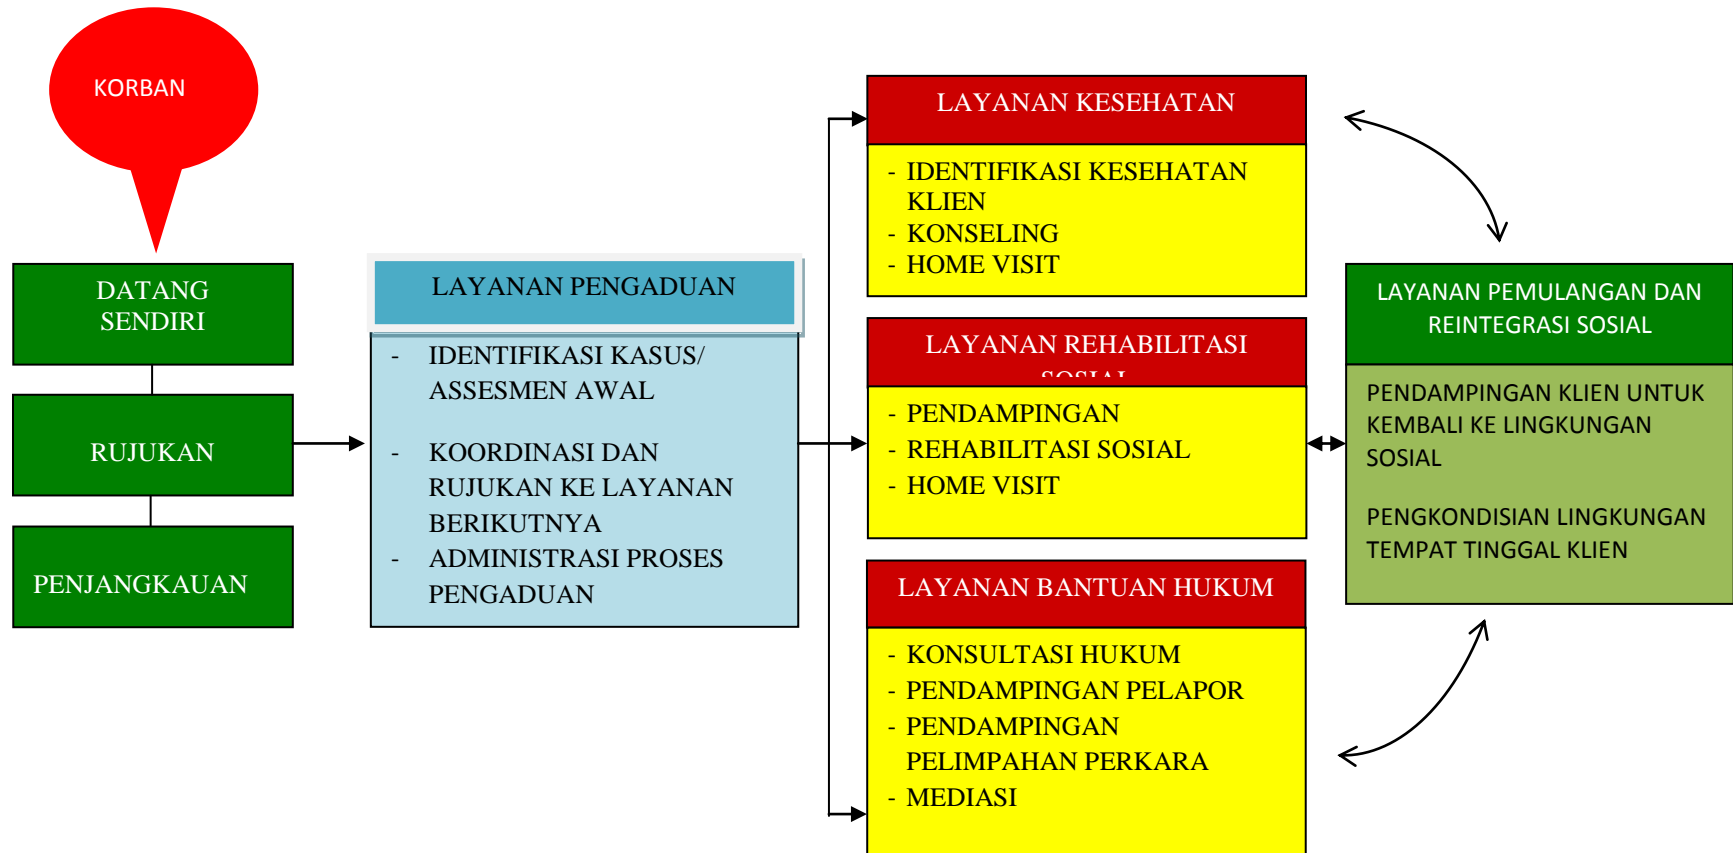 KORBAN
DATANG
SENDIRI
RUJUKAN
PENJANGKAUAN
LAYANAN PENGADUAN
- IDENTIFIKASI KASUS/
ASSESMEN AWAL
- KOORDINASI DAN
RUJUKAN KE LAYANAN
BERIKUTNYA
- ADMINISTRASI PROSES
PENGADUAN
LAYANAN KESEHATAN
- IDENTIFIKASI KESEHATAN
KLIEN
- KONSELING
- HOME VISIT
LAYANAN REHABILITASI
SOSIAL
- PENDAMPINGAN
- REHABILITASI SOSIAL
- HOME VISIT
LAYANAN BANTUAN HUKUM
- KONSULTASI HUKUM
- PENDAMPINGAN PELAPOR
- PENDAMPINGAN
PELIMPAHAN PERKARA
- MEDIASI
LAYANAN PEMULANGAN DAN
REINTEGRASI SOSIAL
PENDAMPINGAN KLIEN UNTUK
KEMBALI KE LINGKUNGAN
SOSIAL
PENGKONDISIAN LINGKUNGAN
TEMPAT TINGGAL KLIEN